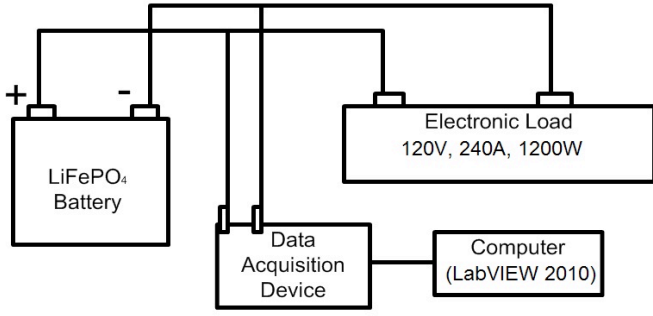 + -
LiFePO₄
Battery
Electronic Load
120V, 240A, 1200W
Data
Acquisition
Device
Computer
(LabVIEW 2010)